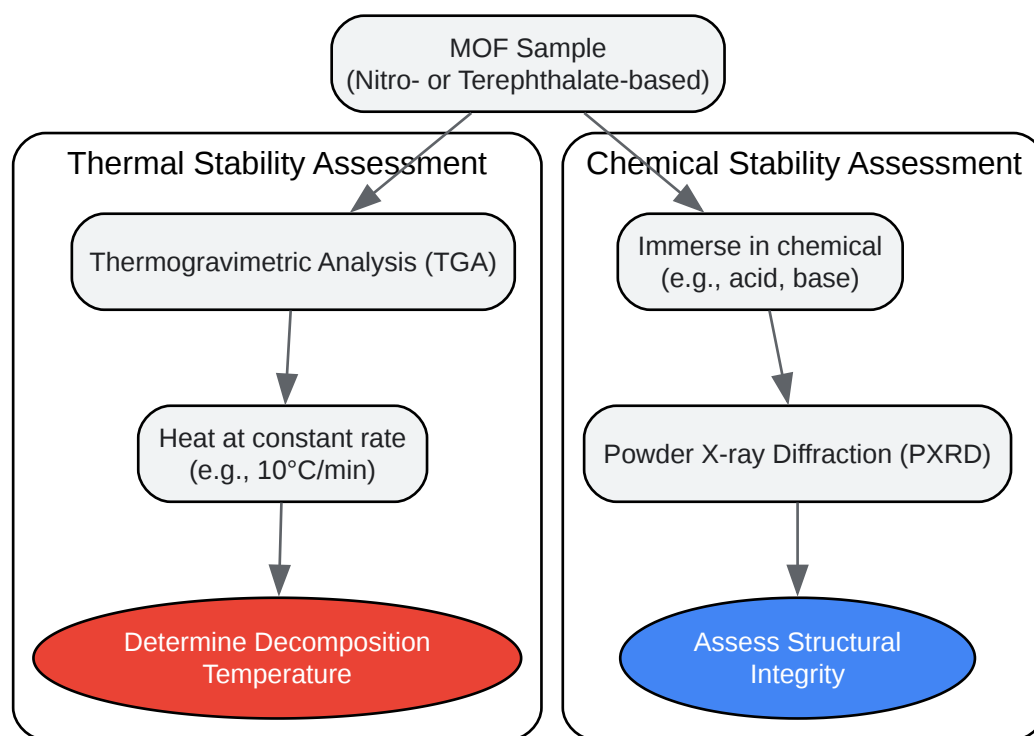 MOF Sample
(Nitro- or Terephthalate-based)
Thermal Stability Assessment
Thermogravimetric Analysis (TGA)
Heat at constant rate
(e.g., 10°C/min)
Determine Decomposition
Temperature
Chemical Stability Assessment
Immerse in chemical
(e.g., acid, base)
Powder X-ray Diffraction (PXRD)
Assess Structural
Integrity